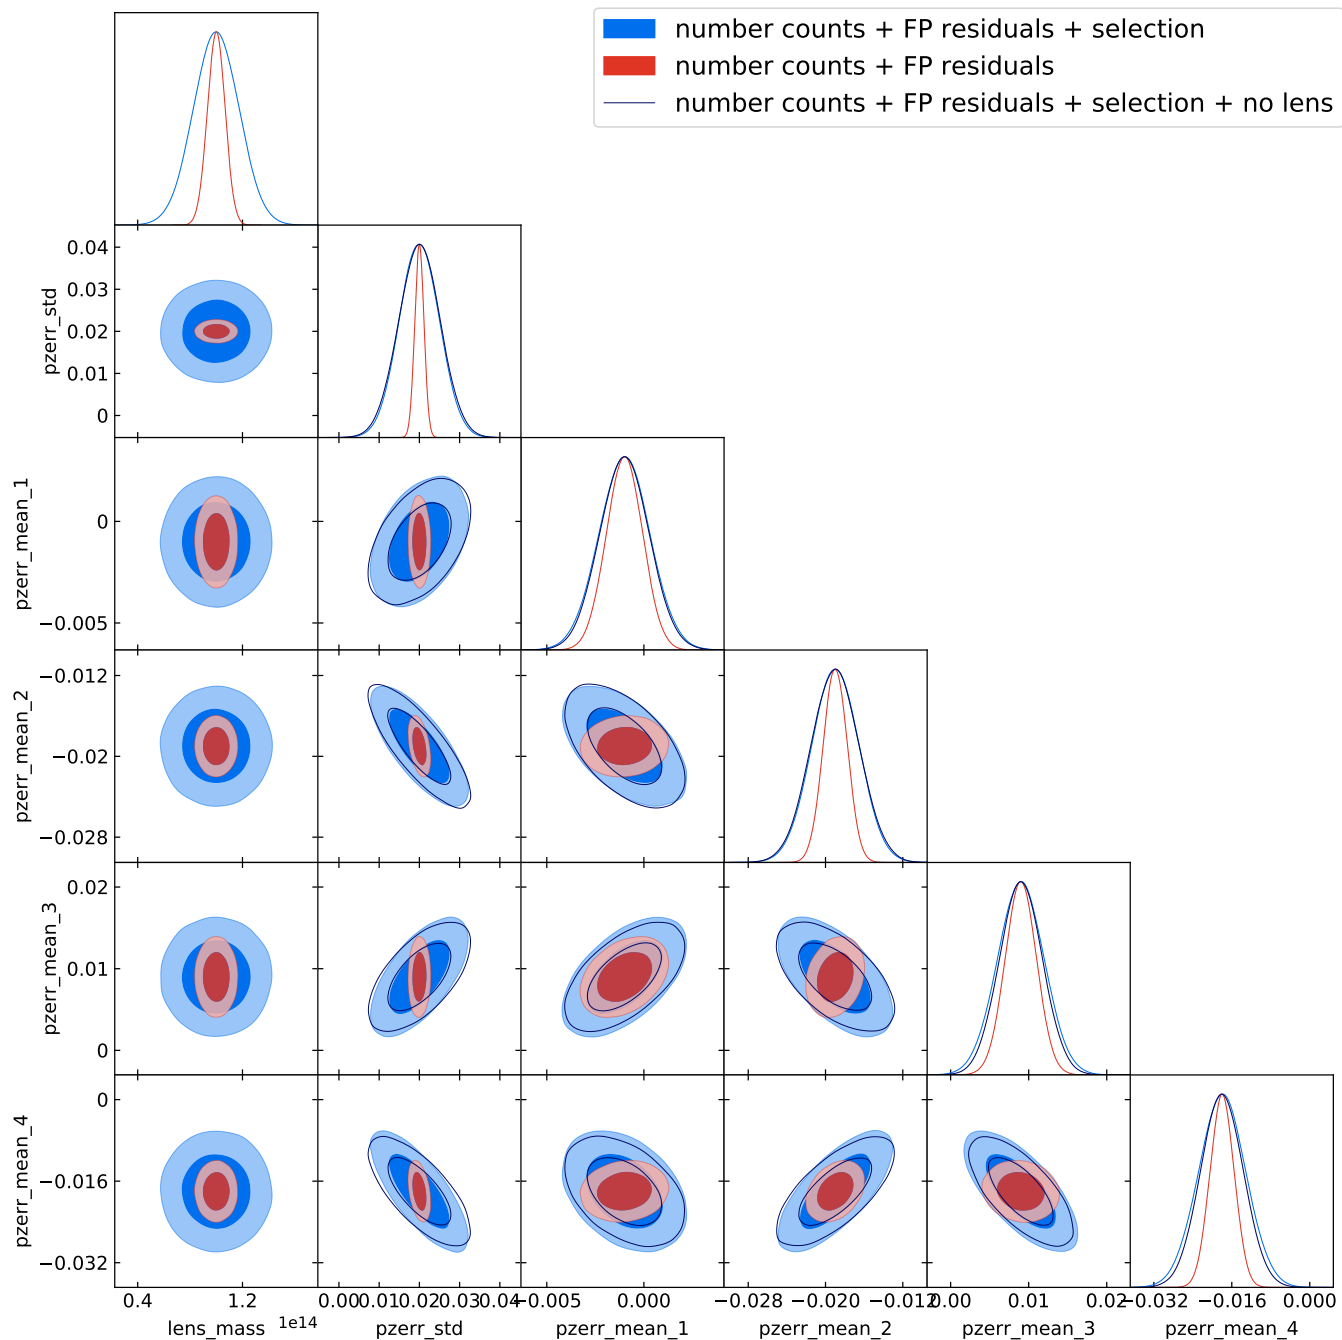 number counts + FP residuals + selection
number counts + FP residuals
number counts + FP residuals + selection + no lens
0.04
0.03
0.02
0.01
0
pzerr_std
0
−0.005
pzerr_mean_1
−0.012
−0.02
−0.028
pzerr_mean_2
0.02
0.01
0
pzerr_mean_3
0
−0.016
−0.032
pzerr_mean_4
0.4 1.2
1e14
lens_mass
0.00 0.01 0.02 0.03 0.04
pzerr_std
−0.005 0.000
pzerr_mean_1
−0.028 −0.020 −0.012
pzerr_mean_2
0.00 0.01 0.02
pzerr_mean_3
−0.032 −0.016 0.000
pzerr_mean_4